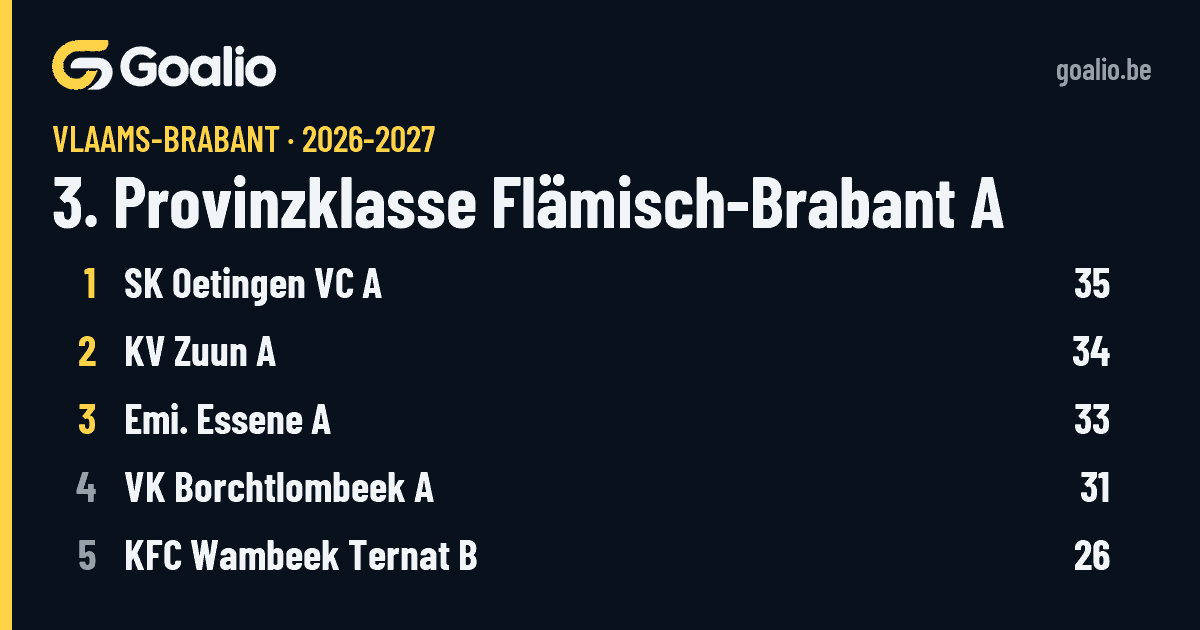 Goalio
goalio.be
VLAAMS-BRABANT · 2026-2027
3. Provinzklasse Flämisch-Brabant A
1 SK Oetingen VC A 35
2 KV Zuun A 34
3 Emi. Essene A 33
4 VK Borchtlombeek A 31
5 KFC Wambeek Ternat B 26